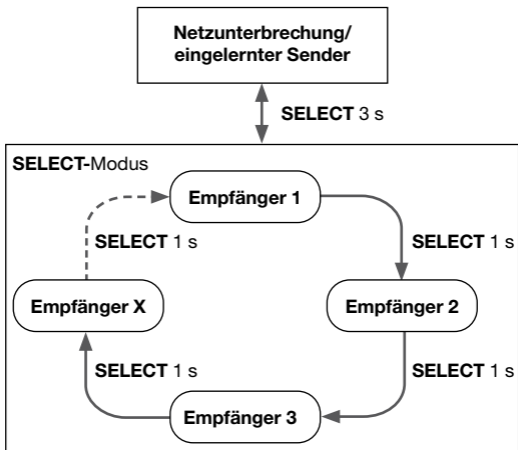 Netzunterbrechung/
eingelernter Sender
SELECT 3 s
SELECT-Modus
Empfänger 1
SELECT 1 s
SELECT 1 s
Empfänger X
Empfänger 2
SELECT 1 s
SELECT 1 s
Empfänger 3